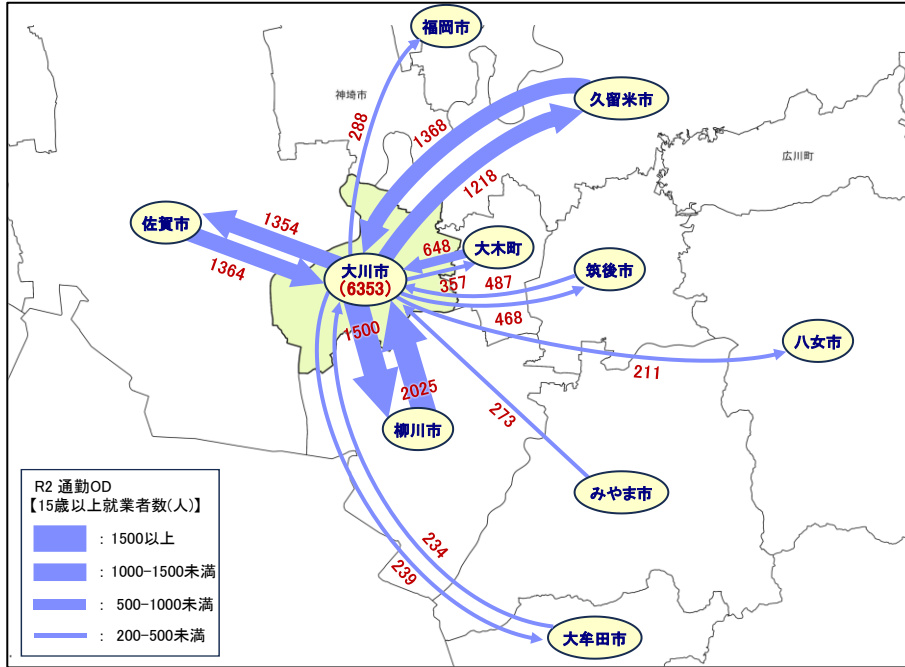 福岡市
神埼市
久留米市
288
1368
広川町
1218
佐賀市
1354
大木町
648
1364
大川市
(6353)
357
487
筑後市
468
1500
八女市
211
2025
273
柳川市
みやま市
R2 通勤OD
【15歳以上就業者数(人)】
: 1500以上
: 1000-1500未満
: 500-1000未満
: 200-500未満
234
239
大牟田市